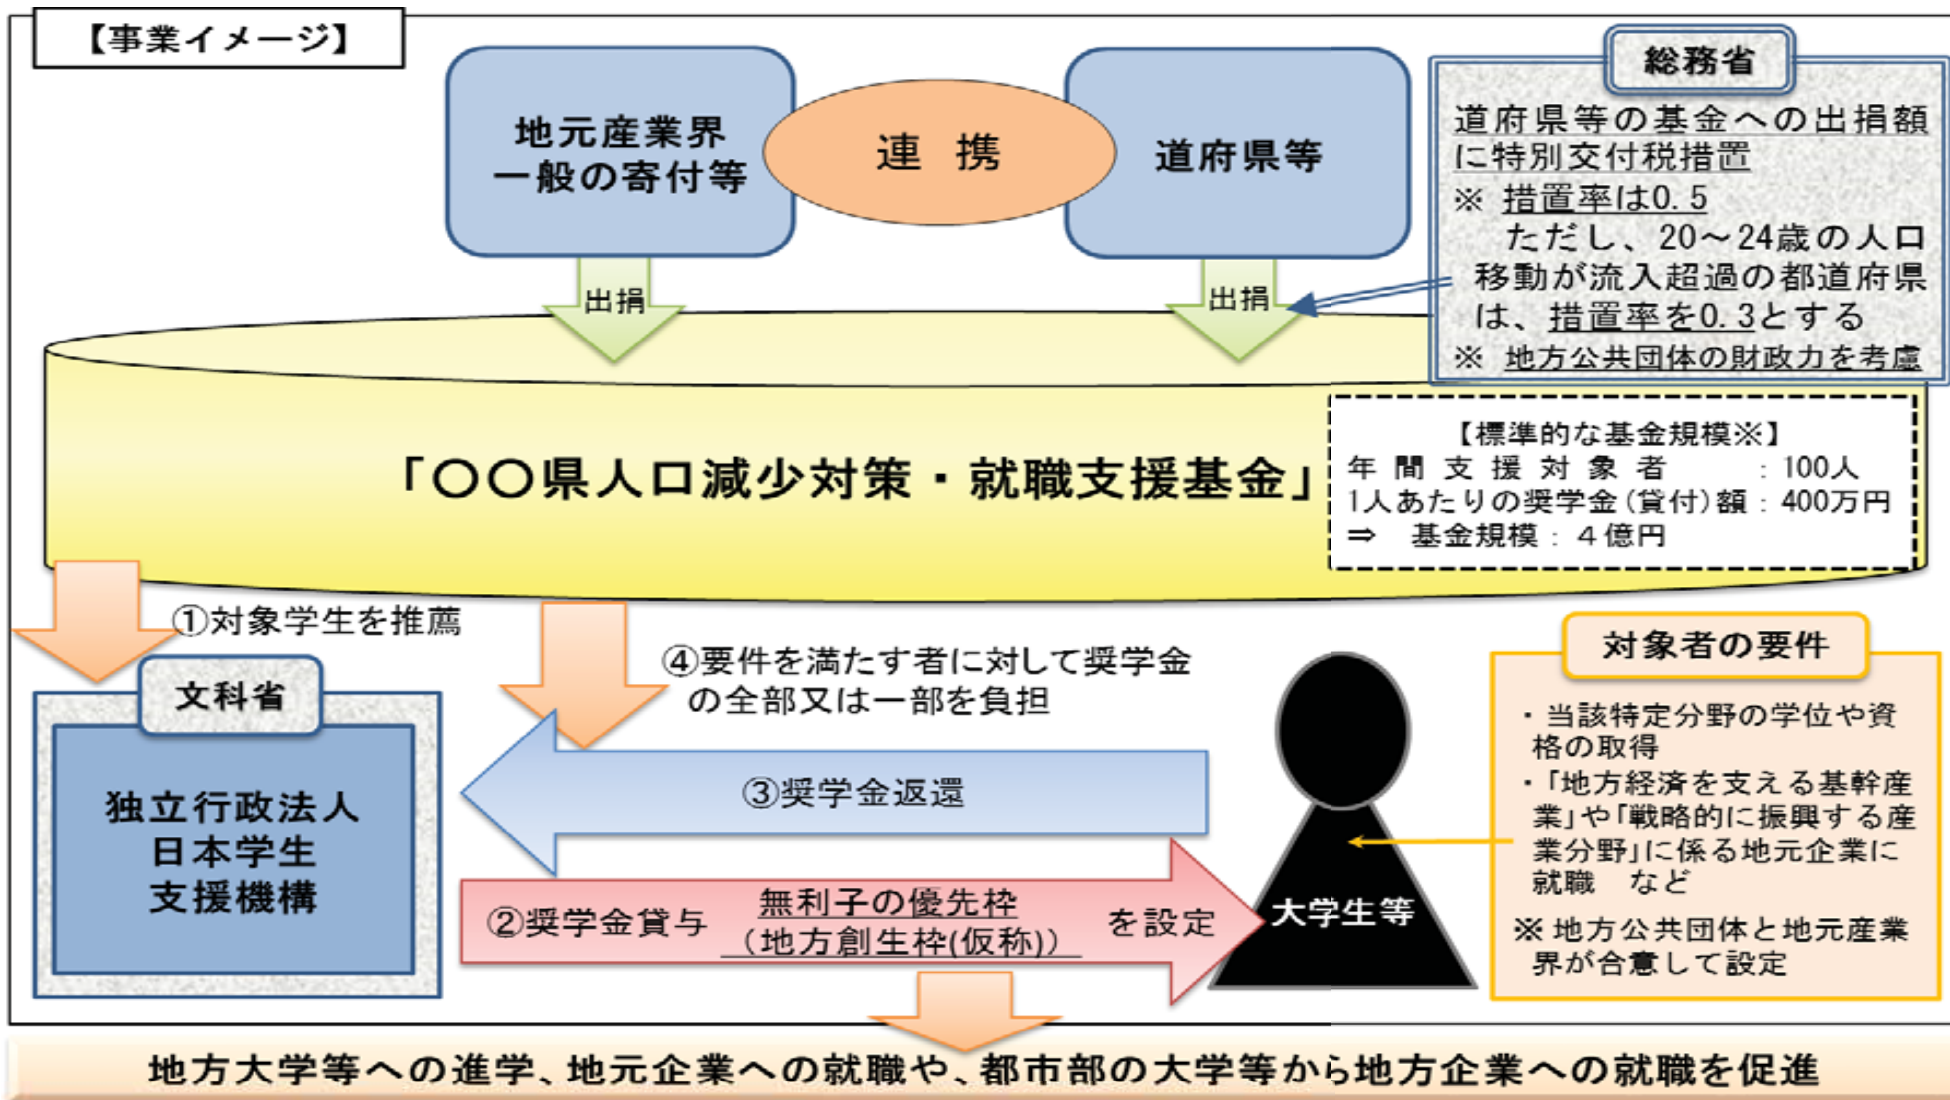 【事業イメージ】
地元産業界
一般の寄付等
連 携
道府県等
総務省
道府県等の基金への出捐額
に特別交付税措置
※ 措置率は0.5
ただし、20～24歳の人口
移動が流入超過の都道府県
は、措置率を0.3とする
※ 地方公共団体の財政力を考慮
出捐
出捐
「〇〇県人口減少対策・就職支援基金」
【標準的な基金規模※】
年間支援対象者 : 100人
1人あたりの奨学金(貸付)額 : 400万円
⇒ 基金規模 : ４億円
①対象学生を推薦
④要件を満たす者に対して奨学金
の全部又は一部を負担
文科省
独立行政法人
日本学生
支援機構
③奨学金返還
②奨学金貸与 無利子の優先枠 を設定
（地方創生枠(仮称)）
大学生等
対象者の要件
・当該特定分野の学位や資
格の取得
・「地方経済を支える基幹産
業」や「戦略的に振興する産
業分野」に係る地元企業に
就職 など
※ 地方公共団体と地元産業
界が合意して設定
地方大学等への進学、地元企業への就職や、都市部の大学等から地方企業への就職を促進